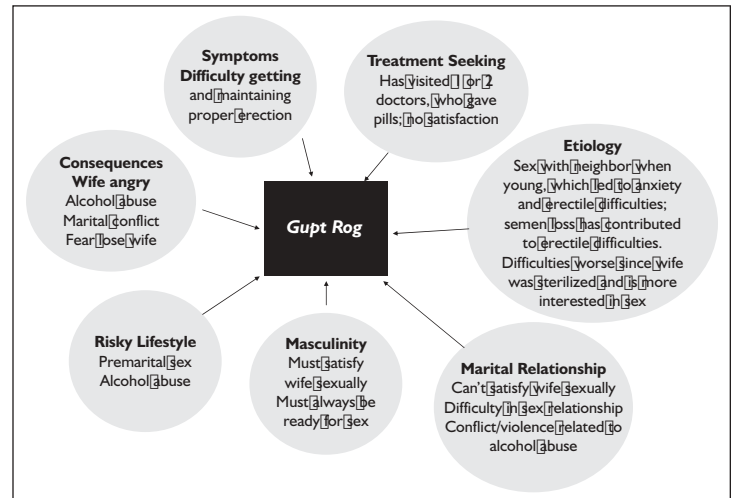 Symptoms
Difficulty getting
and maintaining
proper erection
Treatment Seeking
Has visited 1 or 2
doctors, who gave
pills; no satisfaction
Etiology
Sex with neighbor when
young, which led to anxiety
and erectile difficulties;
semen loss has contributed
to erectile difficulties.
Difficulties worse since wife
was sterilized and is more
interested in sex
Consequences
Wife angry
Alcohol abuse
Marital conflict
Fear lose wife
Gupt Rog
Risky Lifestyle
Premarital sex
Alcohol abuse
Masculinity
Must satisfy
wife sexually
Must always be
ready for sex
Marital Relationship
Can't satisfy wife sexually
Difficulty in sex relationship
Conflict/violence related to
alcohol abuse